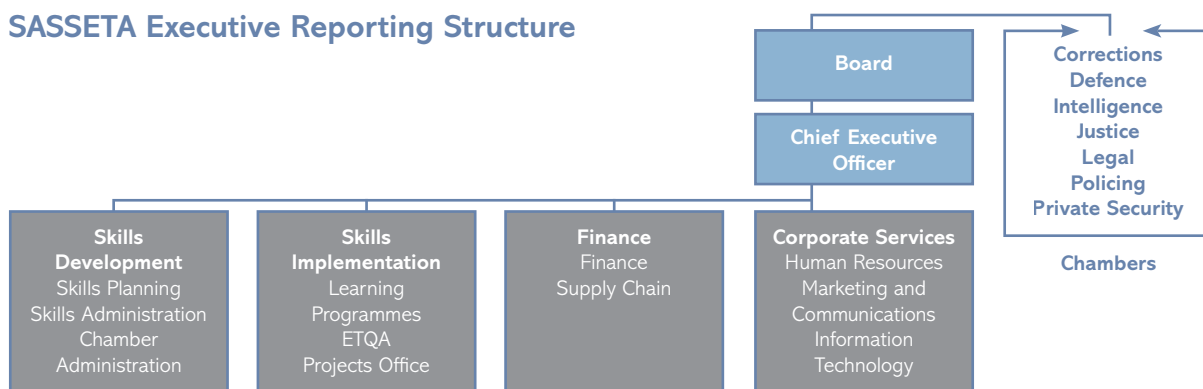 SASSETA Executive Reporting Structure
Board
Chief Executive
Officer
Corrections
Defence
Intelligence
Justice
Legal
Policing
Private Security
Chambers
Skills
Development
Skills Planning
Skills Administration
Chamber
Administration
Skills
Implementation
Learning
Programmes
ETQA
Projects Office
Finance
Finance
Supply Chain
Corporate Services
Human Resources
Marketing and
Communications
Information
Technology